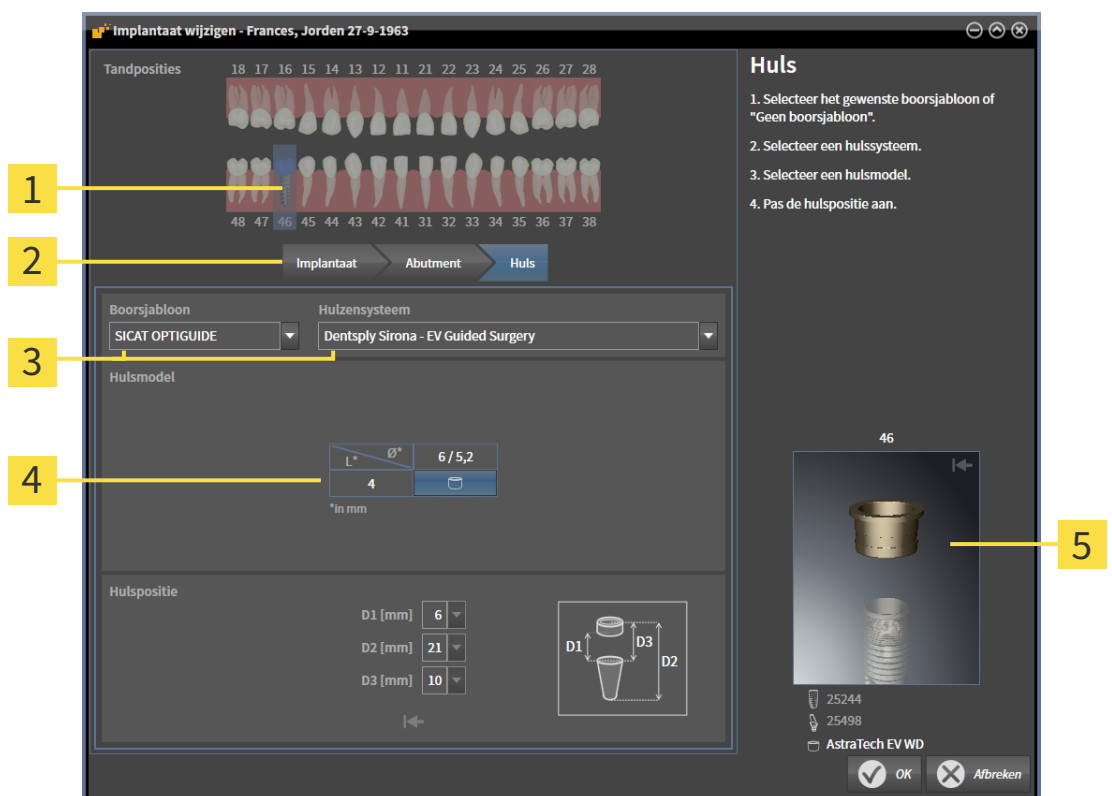 Implantaat wijzigen - Frances, Jorden 27-9-1963
Tandposities
18 17 16 15 14 13 12 11 21 22 23 24 25 26 27 28
1
48 47 46 45 44 43 42 41 31 32 33 34 35 36 37 38
2
Implantaat Abutment Huls
Boorsjabloon Hulzensysteem
SICAT OPTIGUIDE Dentsply Sirona - EV Guided Surgery
3
Hulsmodel
L* Ø* 6 / 5,2
4
4
*in mm
Hulspositie
D1 [mm] 6
D2 [mm] 21
D3 [mm] 10
D1 D3
D2
Huls
1. Selecteer het gewenste boorsjabloon of
"Geen boorsjabloon".
2. Selecteer een hulssysteem.
3. Selecteer een hulsmodel.
4. Pas de hulspositie aan.
46
5
25244
25498
AstraTech EV WD
OK Afbreken